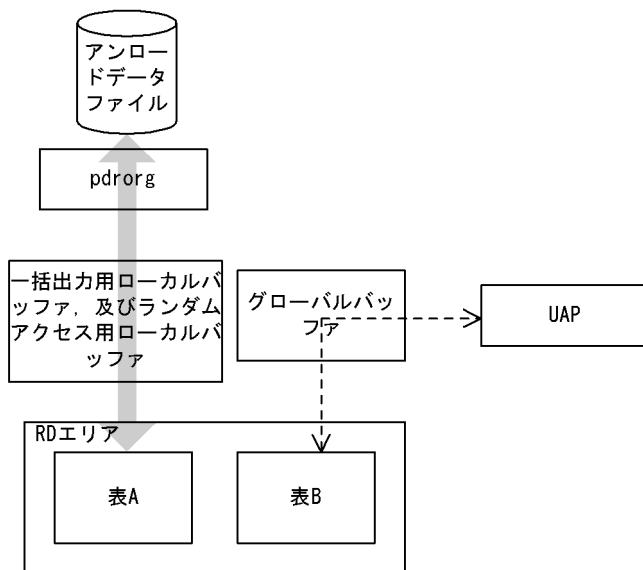 アンロー
ドデータ
ファイル
pdrorg
一括出力用ローカルバ
ッファ，及びランダム
アクセス用ローカルバ
ッファ
グローバルバッ
ファ
UAP
RDエリア
表A
表B